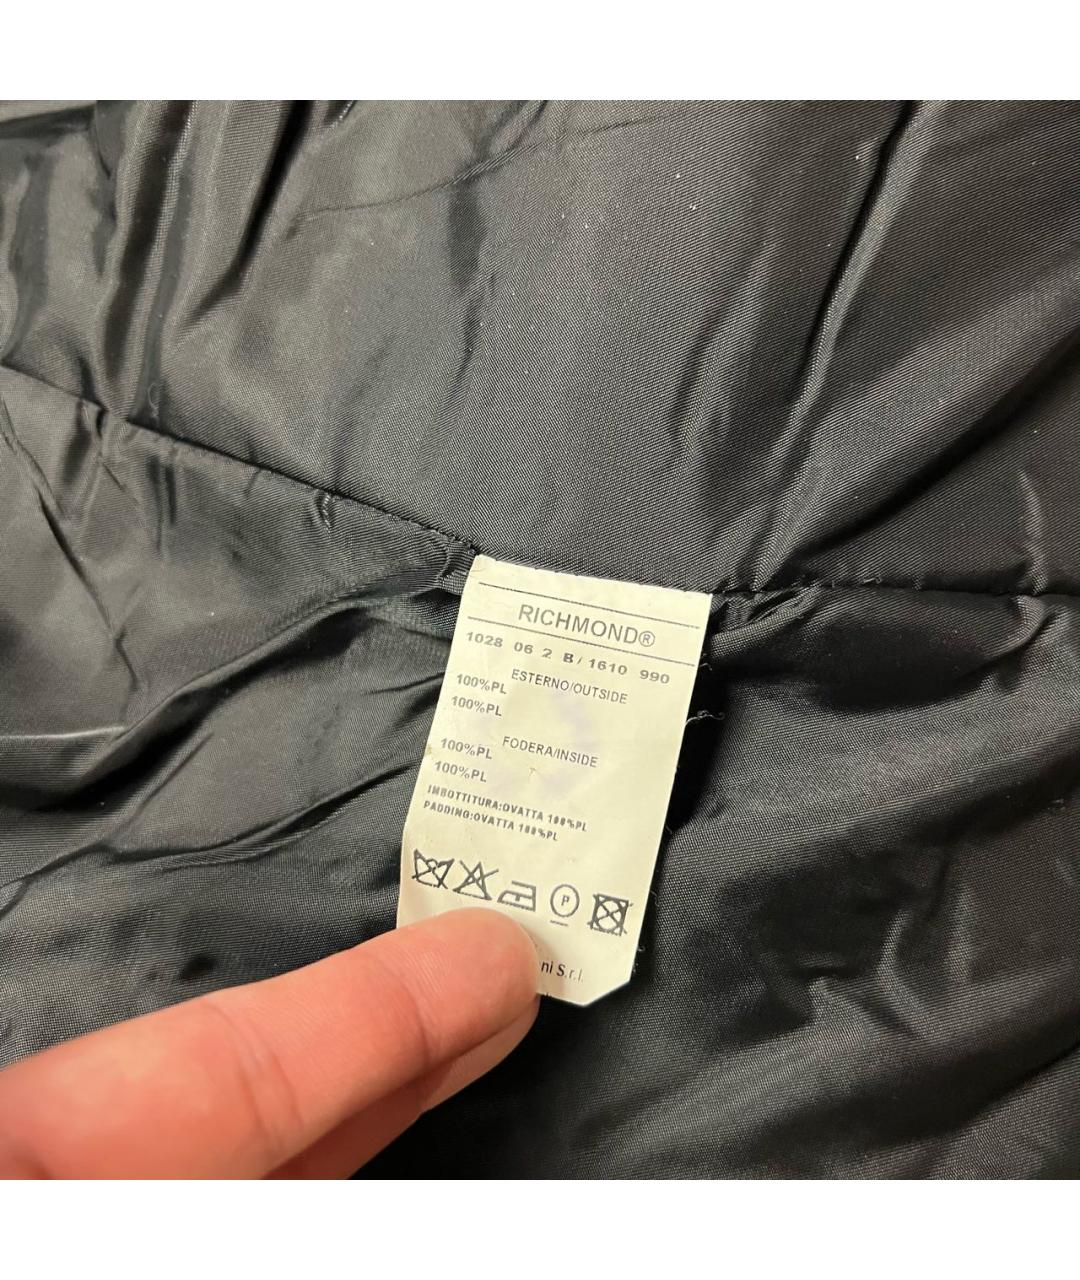 RICHMOND®
1028 06 2 B/1610 990
ESTERNO/OUTSIDE
100%PL
100%PL
FODERA/INSIDE
100%PL
100%PL
IMBOTTITURA:OVATTA 100%PL
PADDING:OVATTA 100%PL
P
S.r.l.